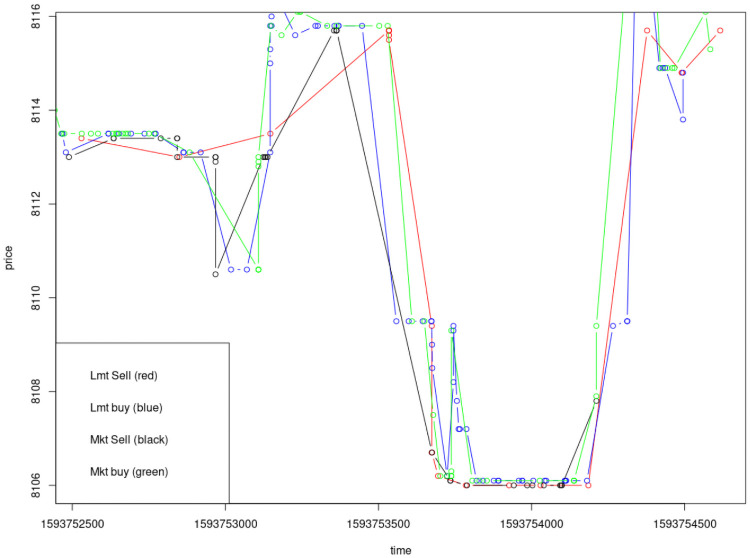 8116
8114
8112
8110
8108
8106
price
Lmt Sell (red)
Lmt buy (blue)
Mkt Sell (black)
Mkt buy (green)
1593752500 1593753000 1593753500 1593754000 1593754500
time